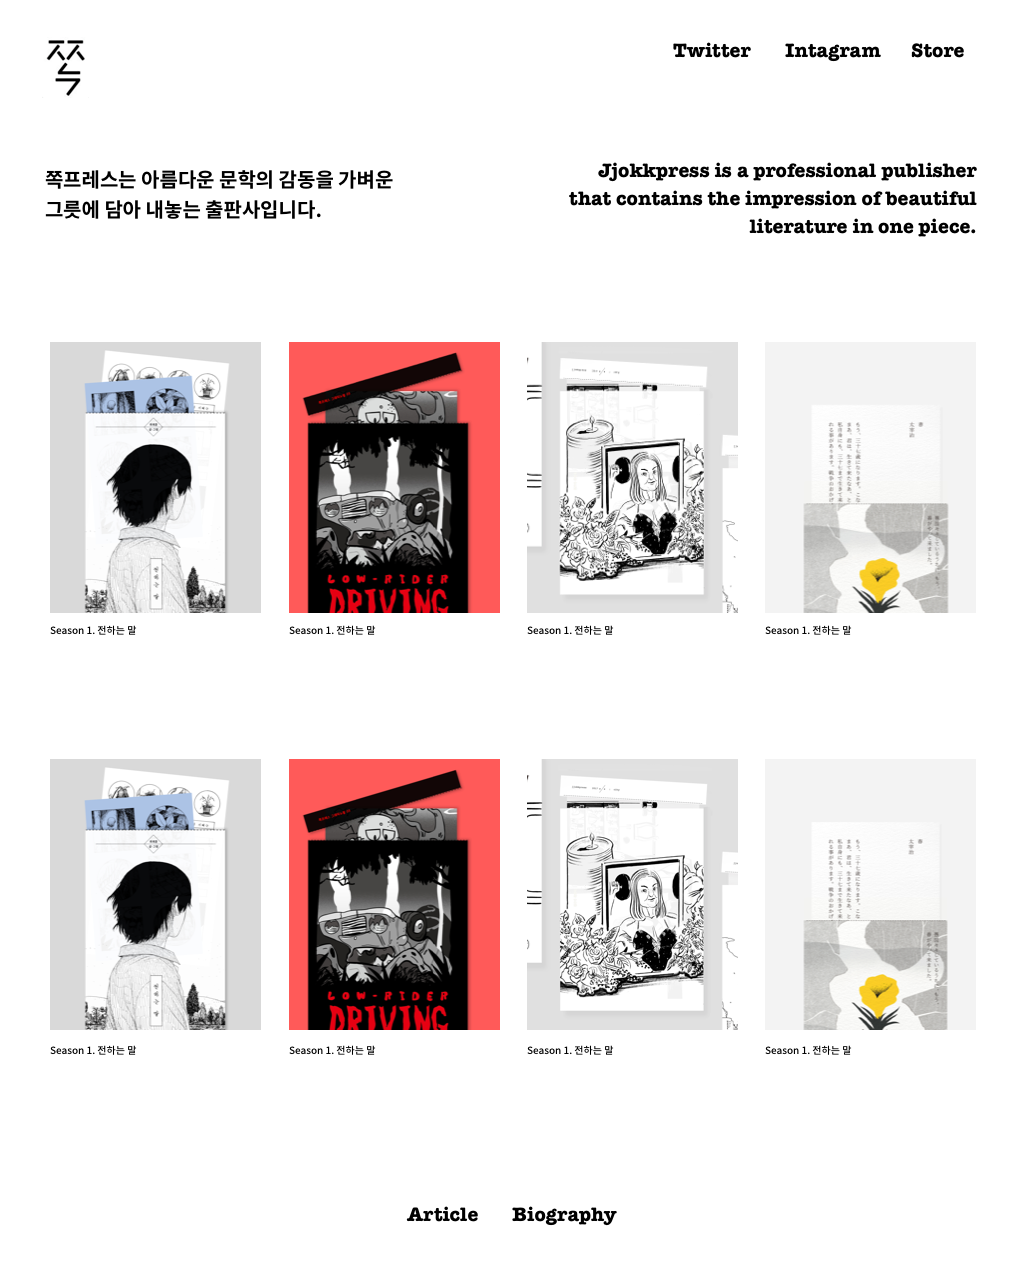 쪽
Twitter Intagram Store
쪽프레스는 아름다운 문학의 감동을 가벼운
그릇에 담아 내놓는 출판사입니다.
Jjokkpress is a professional publisher
that contains the impression of beautiful
literature in one piece.
LOW-RIDER
DRIVING
Season 1. 전하는 말
Season 1. 전하는 말
Season 1. 전하는 말
Season 1. 전하는 말
LOW-RIDER
DRIVING
Season 1. 전하는 말
Season 1. 전하는 말
Season 1. 전하는 말
Season 1. 전하는 말
Article Biography